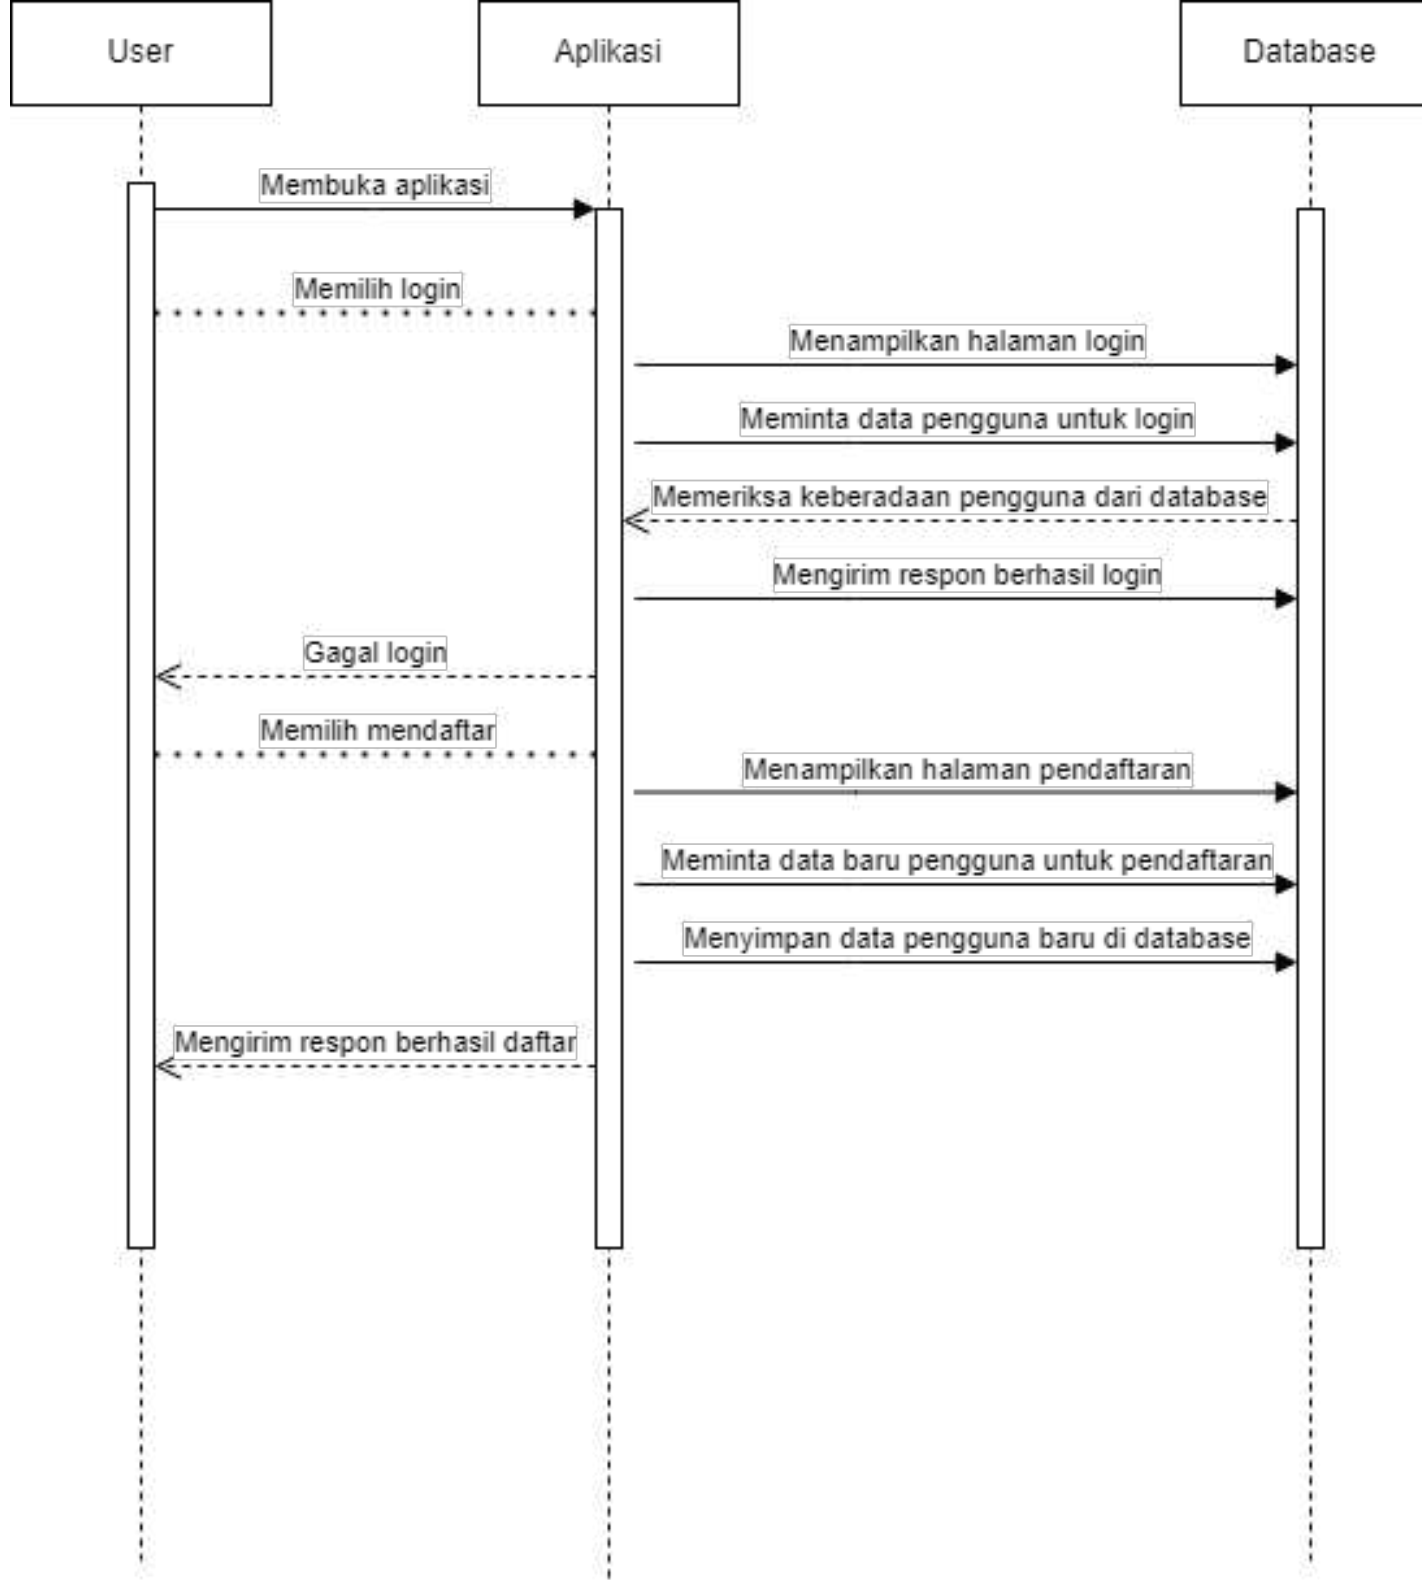 User
Aplikasi
Database
Membuka aplikasi
Memilih login
Menampilkan halaman login
Meminta data pengguna untuk login
Memeriksa keberadaan pengguna dari database
Mengirim respon berhasil login
Gagal login
Memilih mendaftar
Menampilkan halaman pendaftaran
Meminta data baru pengguna untuk pendaftaran
Menyimpan data pengguna baru di database
Mengirim respon berhasil daftar